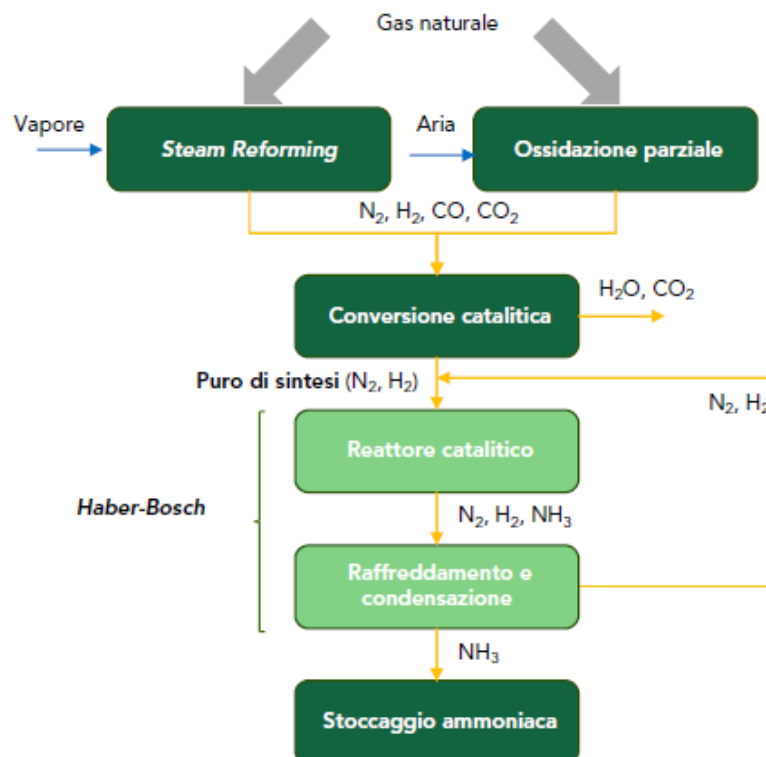 Gas naturale
Vapore
Steam Reforming
Aria
Ossidazione parziale
N₂, H₂, CO, CO₂
Conversione catalitica
H₂O, CO₂
Puro di sintesi (N₂, H₂)
N₂, H₂
Reattore catalitico
Haber-Bosch
N₂, H₂, NH₃
Raffreddamento e
condensazione
NH₃
Stoccaggio ammoniaca